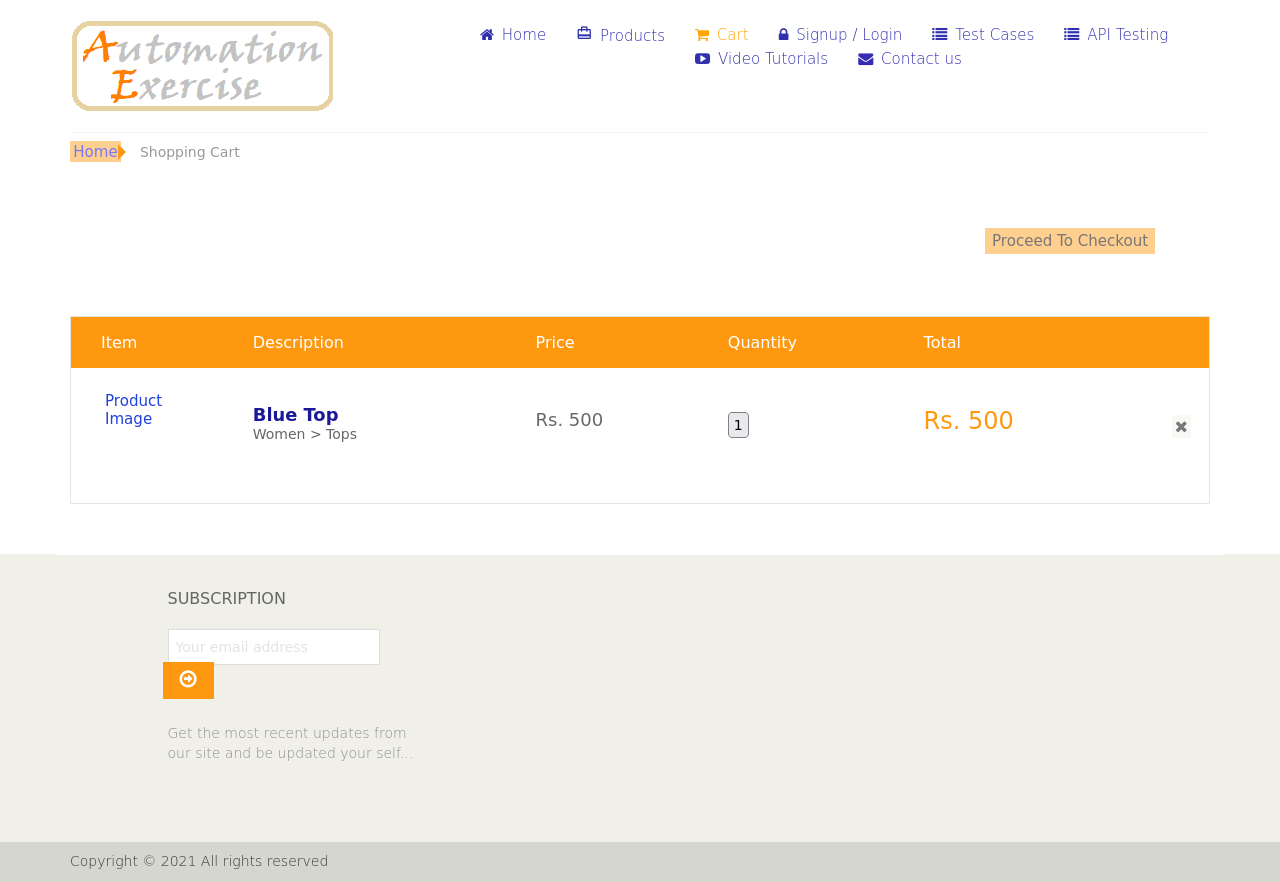 Automation
Exercise
Home Products Cart Signup / Login Test Cases API Testing
Video Tutorials Contact us
Home Shopping Cart
Proceed To Checkout
Item Description Price Quantity Total
Product
Image
Blue Top
Women > Tops
Rs. 500
1
Rs. 500
SUBSCRIPTION
Your email address
Get the most recent updates from
our site and be updated your self...
Copyright © 2021 All rights reserved